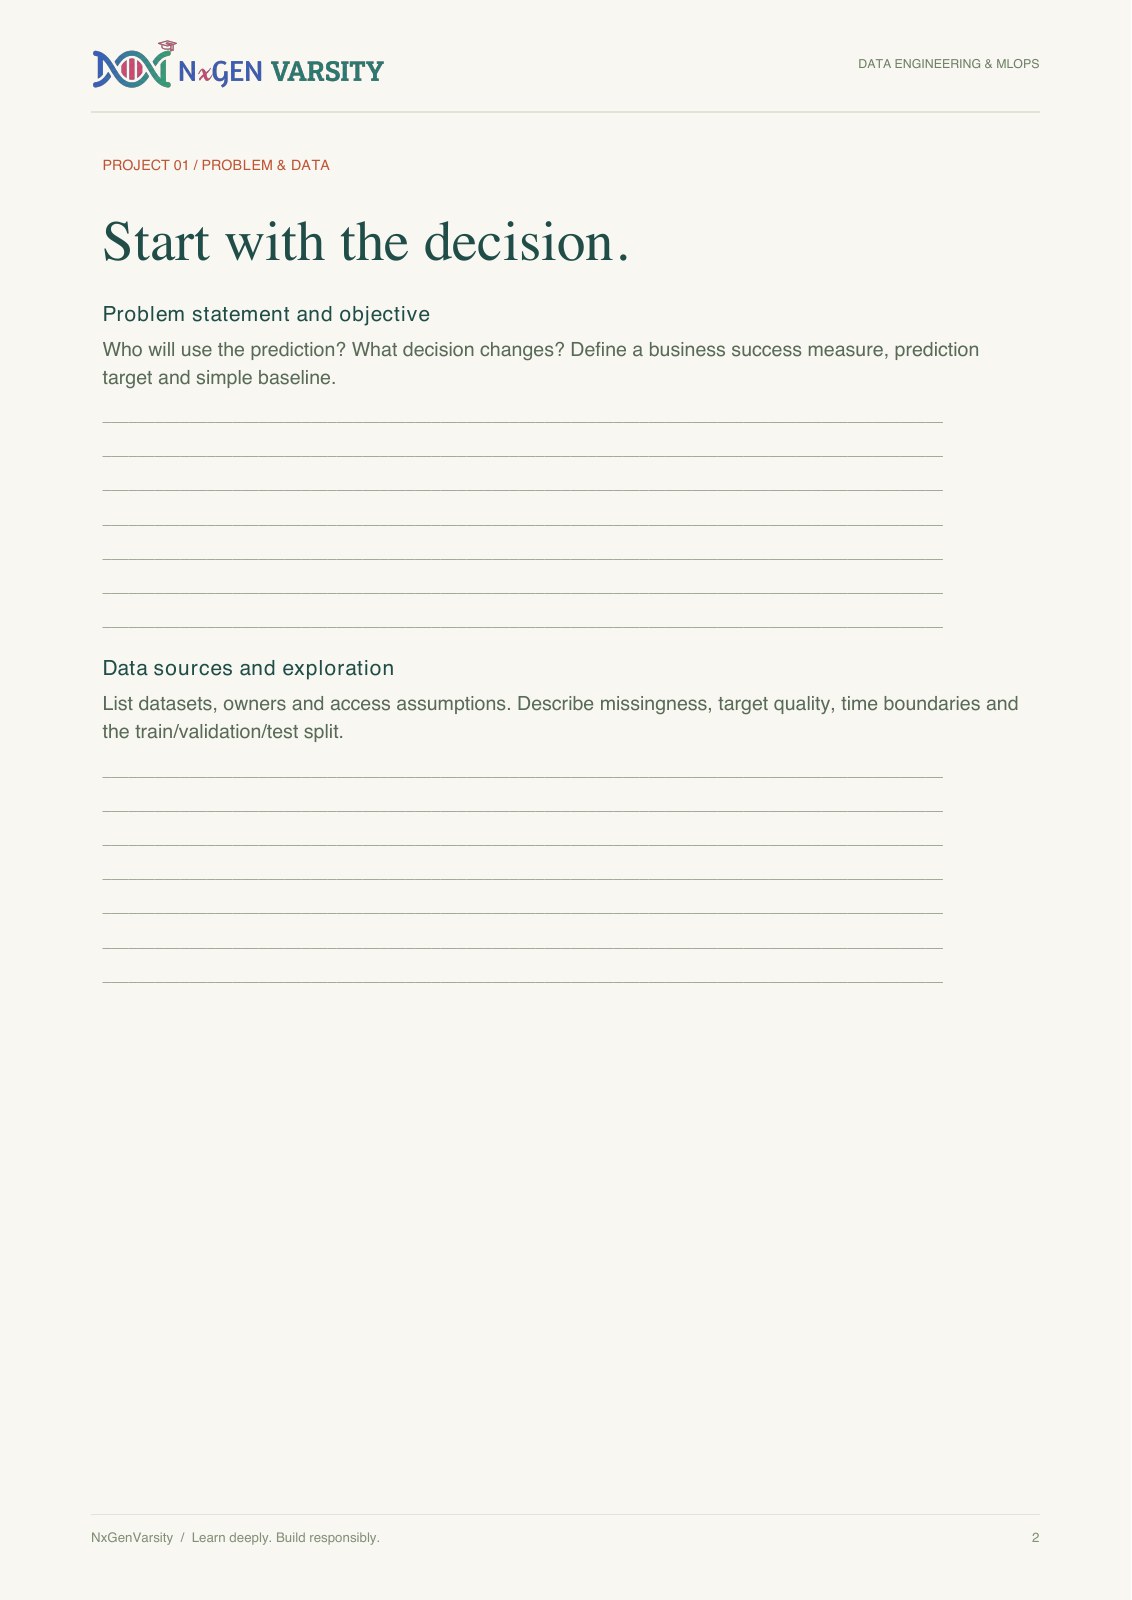 NxGEN VARSITY
DATA ENGINEERING & MLOPS
PROJECT 01 / PROBLEM & DATA
Start with the decision.
Problem statement and objective
Who will use the prediction? What decision changes? Define a business success measure, prediction
target and simple baseline.
Data sources and exploration
List datasets, owners and access assumptions. Describe missingness, target quality, time boundaries and
the train/validation/test split.
NxGenVarsity / Learn deeply. Build responsibly.
2